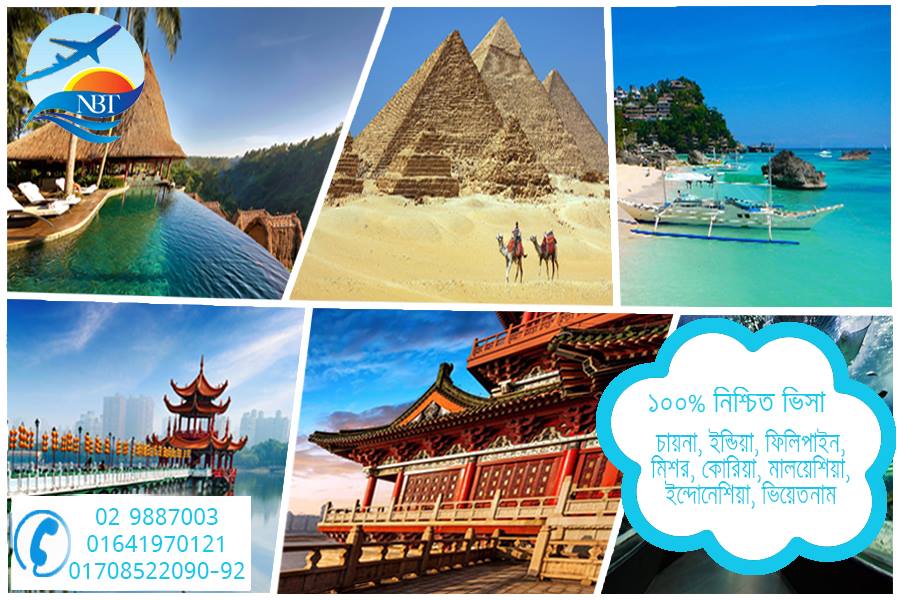 NBT
১০০% নিশ্চিত ভিসা
চায়না, ইন্ডিয়া, ফিলিপাইন,
মিশর, কোরিয়া, মালয়েশিয়া,
ইন্দোনেশিয়া, ভিয়েতনাম
02 9887003
01641970121
01708522090-92